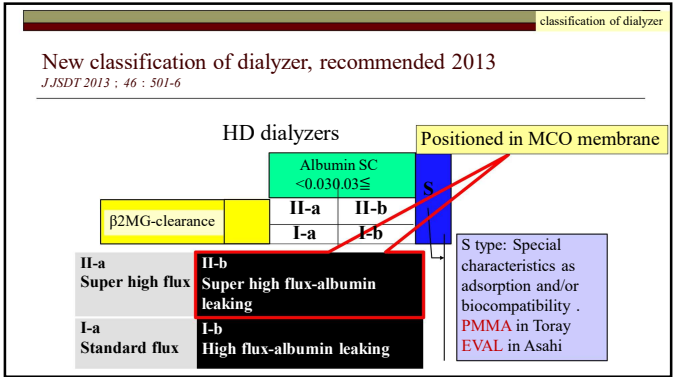 classification of dialyzer
New classification of dialyzer, recommended 2013
J JSDT 2013 ; 46 : 501-6
HD dialyzers
Positioned in MCO membrane
Albumin SC
<0.030.03≦
S
II-a II-b
β2MG-clearance
I-a I-b
II-a
Super high flux
II-b
Super high flux-albumin
leaking
I-a
Standard flux
I-b
High flux-albumin leaking
S type: Special
characteristics as
adsorption and/or
biocompatibility .
PMMA in Toray
EVAL in Asahi